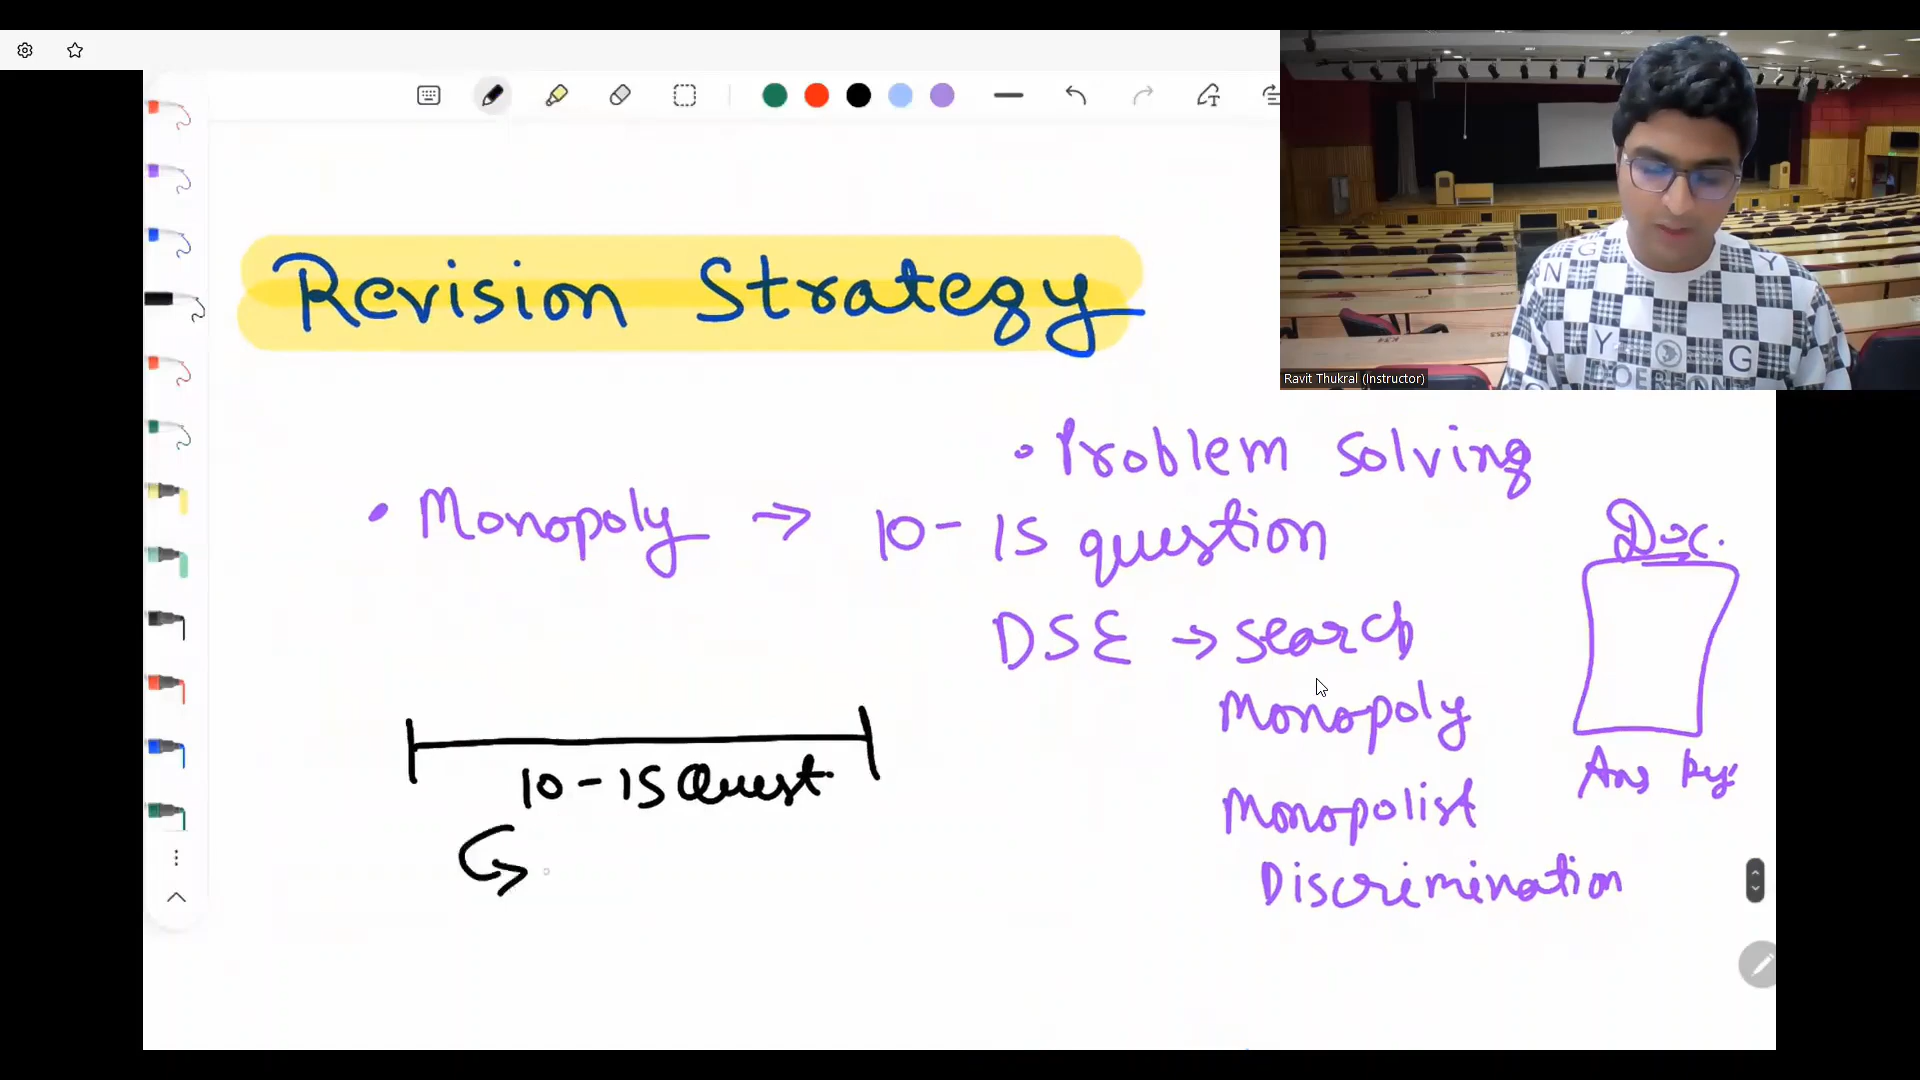 Revision Strategy
• Problem solving
• Monopoly → 10 - 15 question
Doc.
DSE → search
Monopoly
10 - 15 Quest.
Ans Key
Monopolist
Discrimination
Ravit Thukral (Instructor)